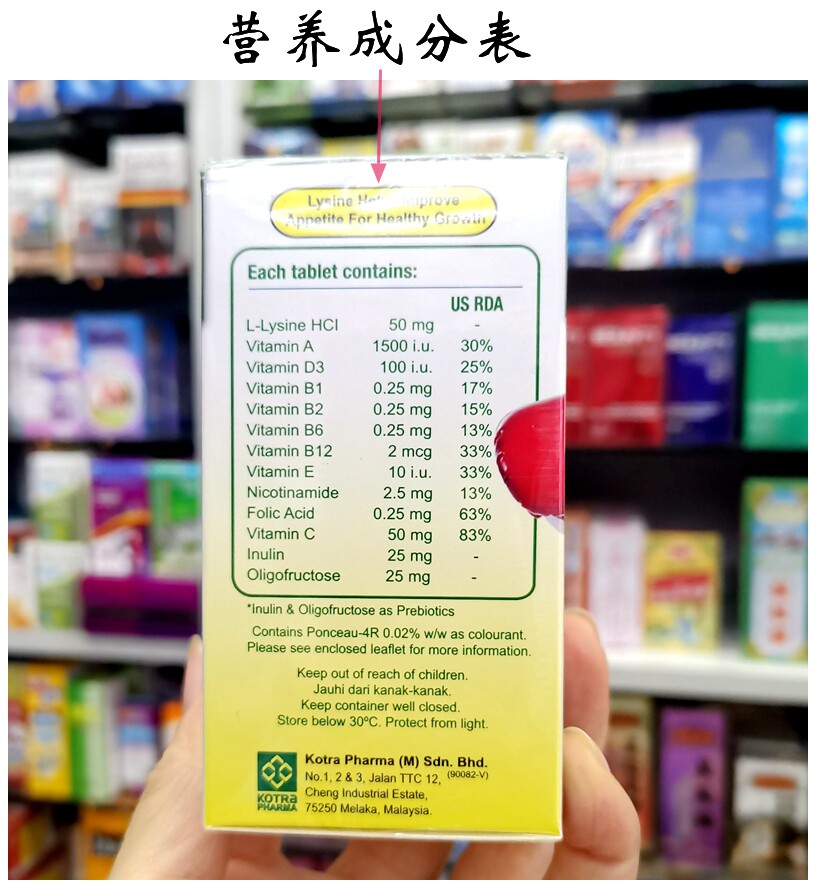 营养成分表
Lysine Helps Improve
Appetite For Healthy Growth
Each tablet contains:
US RDA
L-Lysine HCl 50 mg -
Vitamin A 1500 i.u. 30%
Vitamin D3 100 i.u. 25%
Vitamin B1 0.25 mg 17%
Vitamin B2 0.25 mg 15%
Vitamin B6 0.25 mg 13%
Vitamin B12 2 mcg 33%
Vitamin E 10 i.u. 33%
Nicotinamide 2.5 mg 13%
Folic Acid 0.25 mg 63%
Vitamin C 50 mg 83%
Inulin 25 mg -
Oligofructose 25 mg -
*Inulin & Oligofructose as Prebiotics
Contains Ponceau-4R 0.02% w/w as colourant.
Please see enclosed leaflet for more information.
Keep out of reach of children.
Jauhi dari kanak-kanak.
Keep container well closed.
Store below 30ºC. Protect from light.
KOTRA
PHARMA
Kotra Pharma (M) Sdn. Bhd.
No.1, 2 & 3, Jalan TTC 12, (90082-V)
Cheng Industrial Estate,
75250 Melaka, Malaysia.